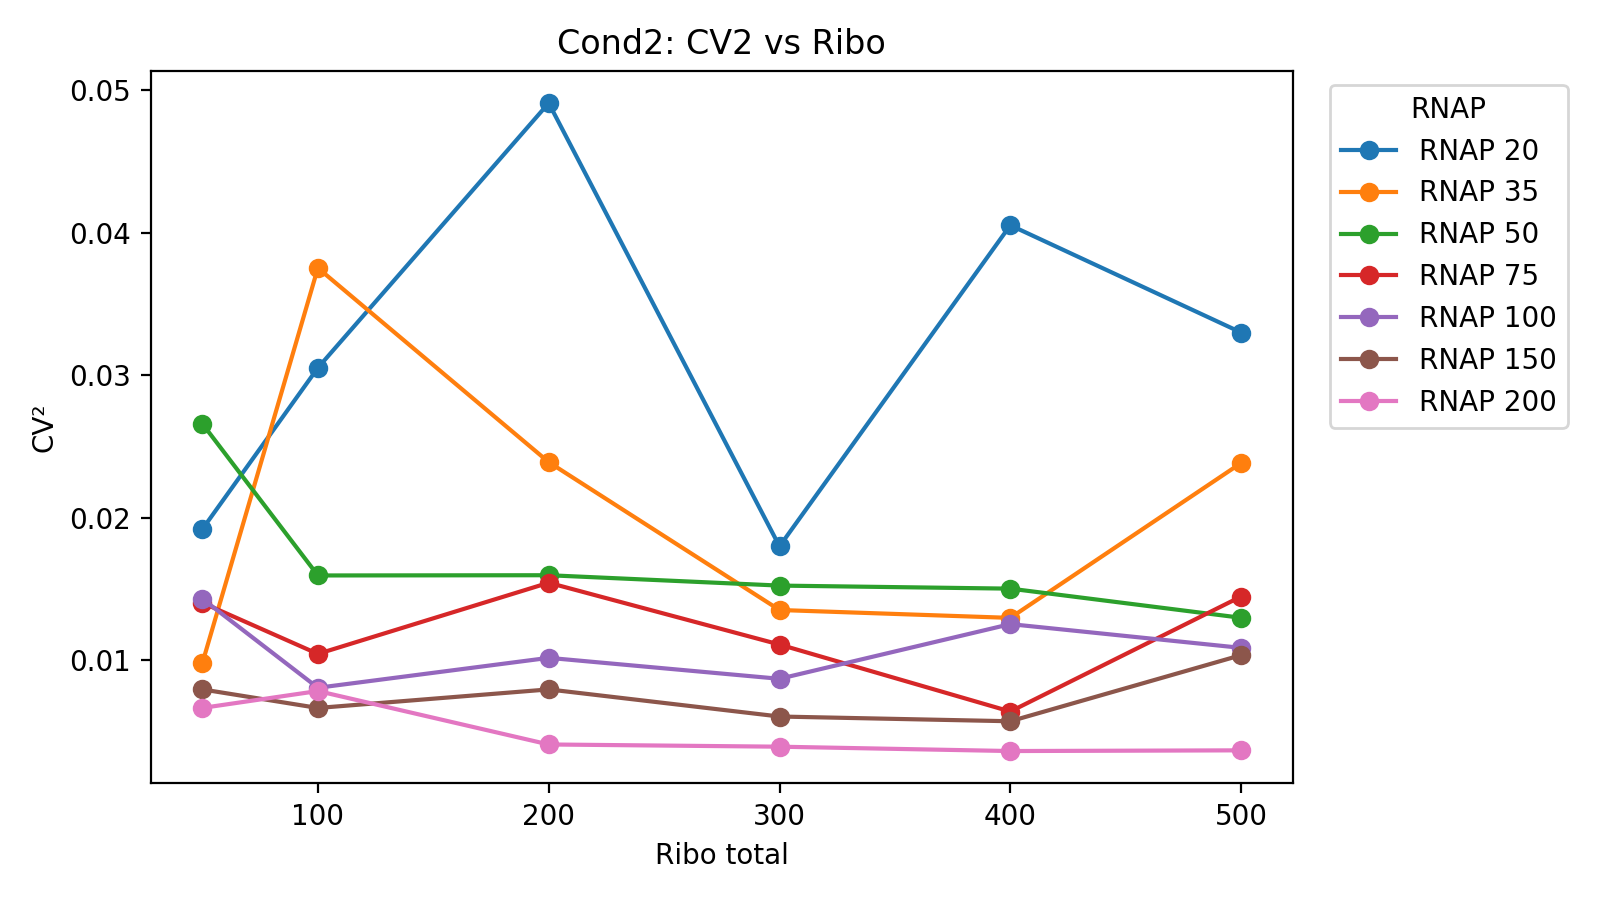 Cond2: CV2 vs Ribo
0.05
0.04
0.03
0.02
0.01
CV²
100 200 300 400 500
Ribo total
RNAP
RNAP 20
RNAP 35
RNAP 50
RNAP 75
RNAP 100
RNAP 150
RNAP 200